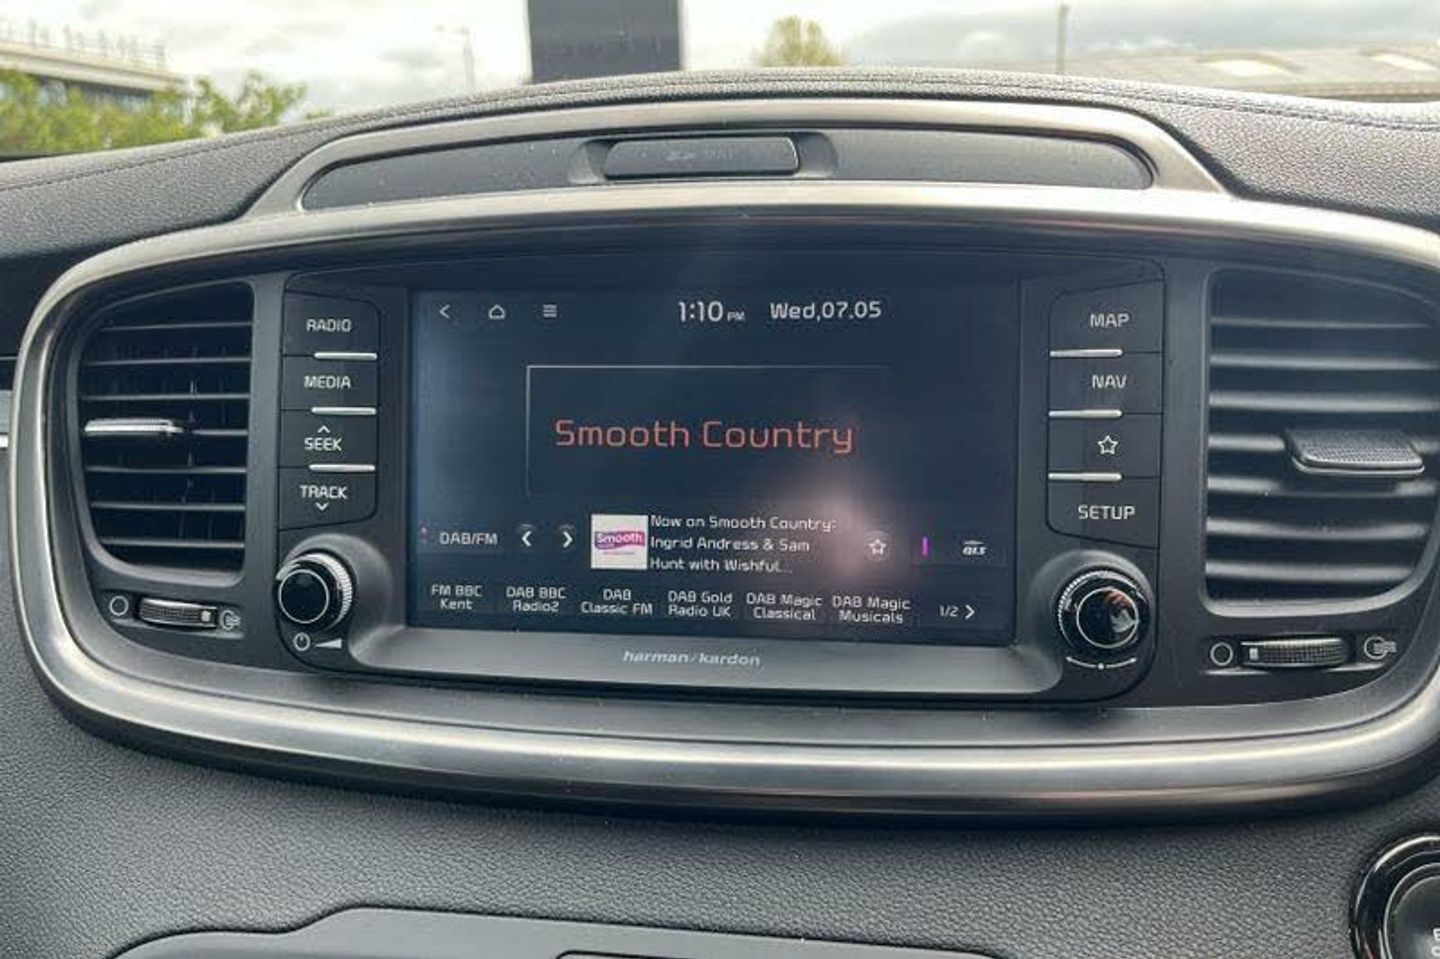 RADIO
MEDIA
SEEK
TRACK
1:10 PM Wed,07.05
Smooth Country
DAB/FM
Smooth
Now on Smooth Country:
Ingrid Andress & Sam
Hunt with Wishful...
QLS
FM BBC
Kent
DAB BBC
Radio2
DAB
Classic FM
DAB Gold
Radio UK
DAB Magic
Classical
DAB Magic
Musicals
1/2
harman/kardon
MAP
NAV
SETUP